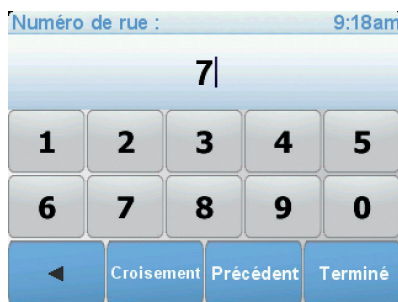 Numéro de rue : 9:18am
7
1 2 3 4 5
6 7 8 9 0
Croisement Précédent Terminé